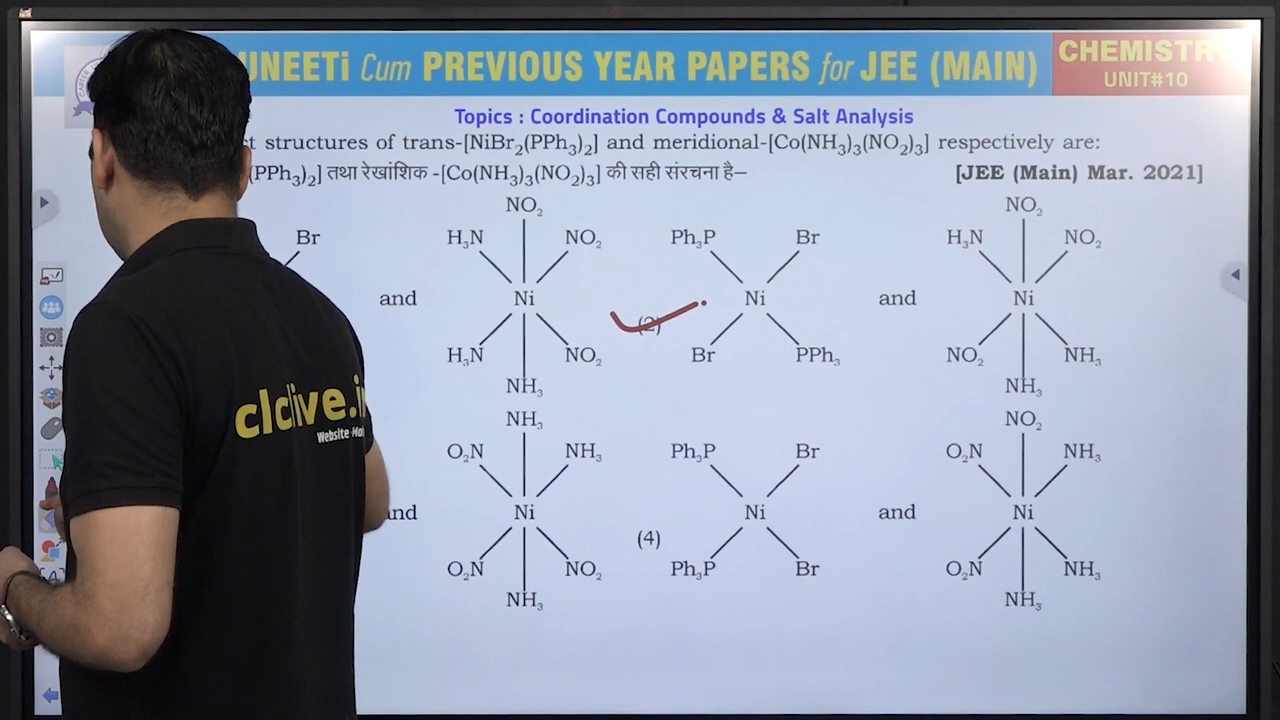 UNEETi Cum PREVIOUS YEAR PAPERS for JEE (MAIN)
CHEMISTRY
UNIT#10
Topics : Coordination Compounds & Salt Analysis
structures of trans-[NiBr₂(PPh₃)₂] and meridional-[Co(NH₃)₃(NO₂)₃] respectively are:
(PPh₃)₂] तथा रेखांशिक -[Co(NH₃)₃(NO₂)₃] की सही संरचना है–
[JEE (Main) Mar. 2021]
NO₂ NO₂
Br H₃N NO₂ Ph₃P Br H₃N NO₂
and Ni Ni and Ni
(2)
H₃N NO₂ Br PPh₃ NO₂ NH₃
NH₃ NH₃
NH₃ NO₂
O₂N NH₃ Ph₃P Br O₂N NH₃
and Ni Ni and Ni
(4)
O₂N NO₂ Ph₃P Br O₂N NH₃
NH₃ NH₃
clclive.i
Website